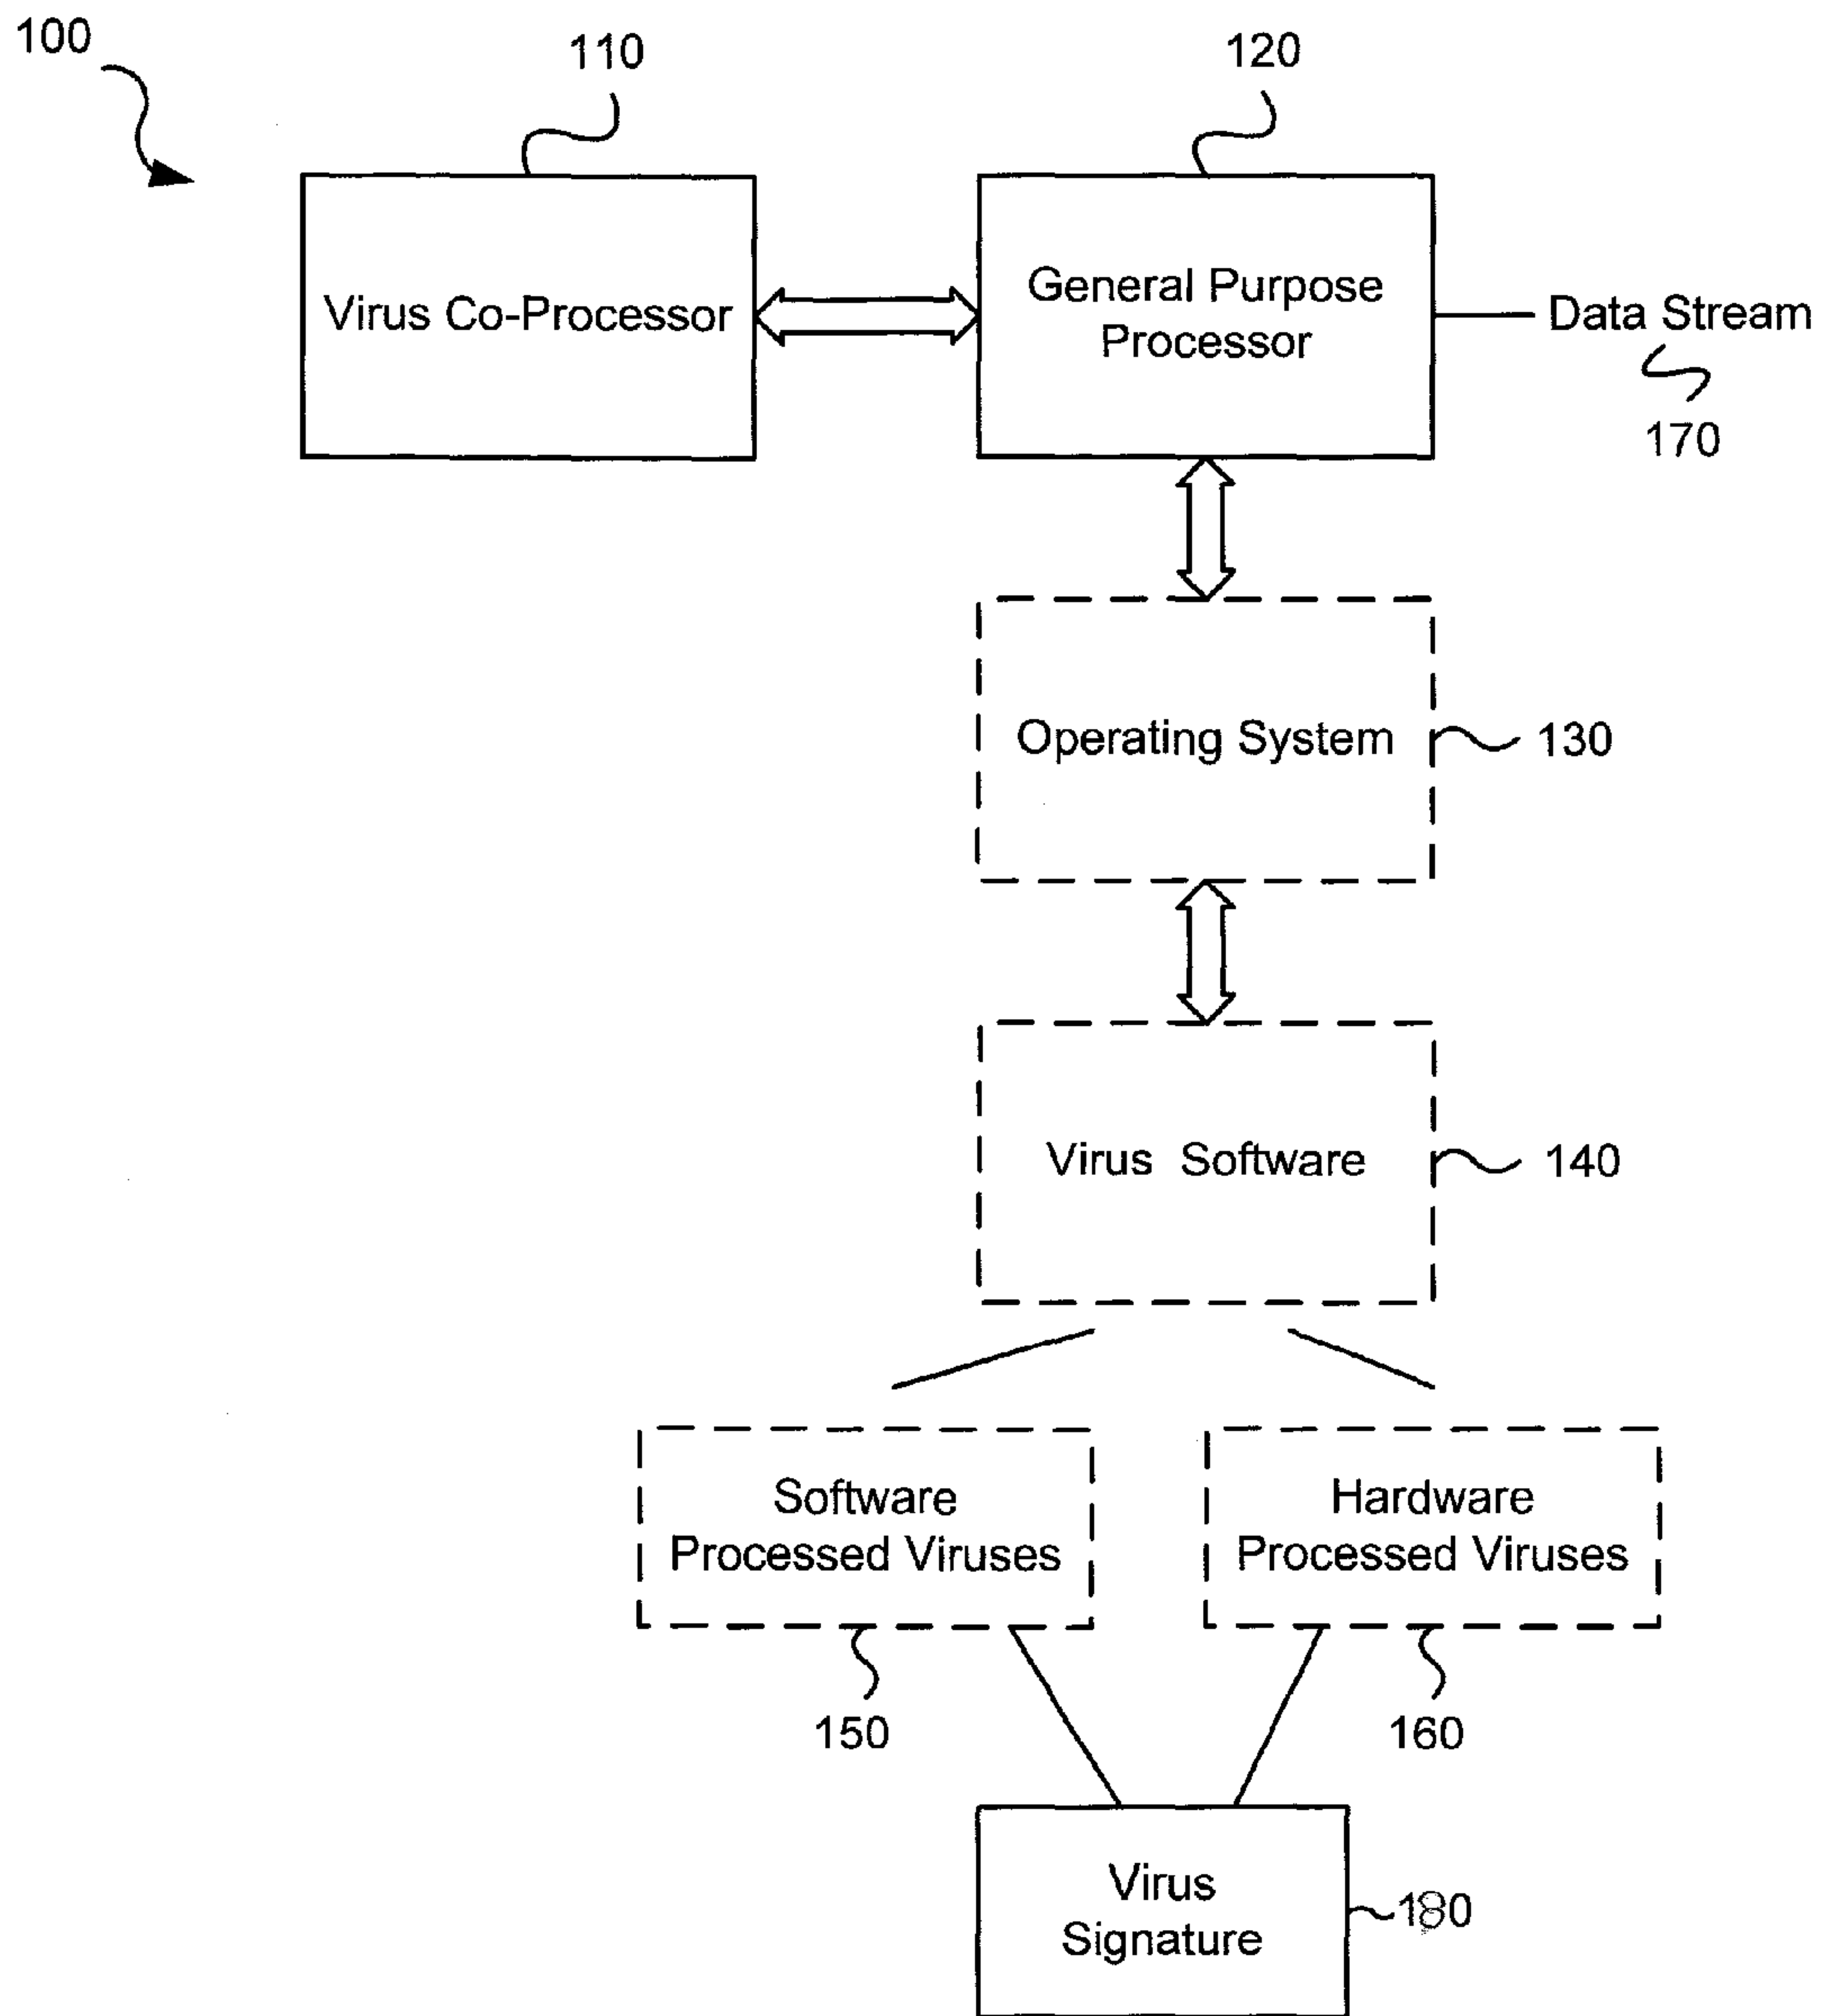 100
110
120
Virus Co-Processor
General Purpose
Processor
Data Stream
170
Operating System
130
Virus Software
140
Software
Processed Viruses
Hardware
Processed Viruses
150
160
Virus
Signature
180